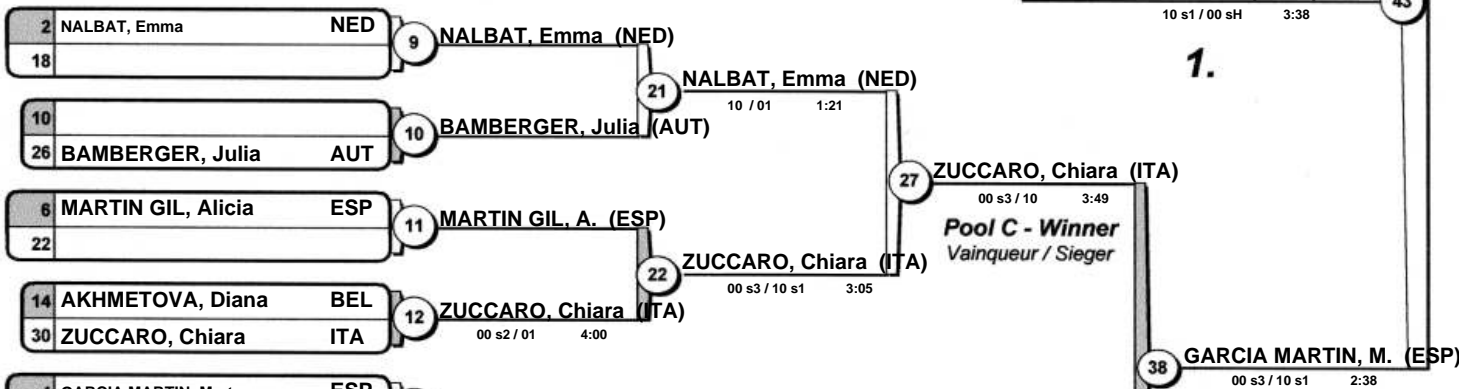 10 s1 / 00 sH 3:38
43
1.
2 NALBAT, Emma NED
18
9
NALBAT, Emma (NED)
21
NALBAT, Emma (NED)
10 / 01 1:21
10
26 BAMBERGER, Julia AUT
10
BAMBERGER, Julia (AUT)
27
ZUCCARO, Chiara (ITA)
00 s3 / 10 3:49
Pool C - Winner
Vainqueur / Sieger
6 MARTIN GIL, Alicia ESP
22
11
MARTIN GIL, A. (ESP)
22
ZUCCARO, Chiara (ITA)
00 s3 / 10 s1 3:05
14 AKHMETOVA, Diana BEL
30 ZUCCARO, Chiara ITA
12
ZUCCARO, Chiara (ITA)
00 s2 / 01 4:00
38
GARCIA MARTIN, M. (ESP)
00 s3 / 10 s1 2:38
GARCIA MARTIN, ESP